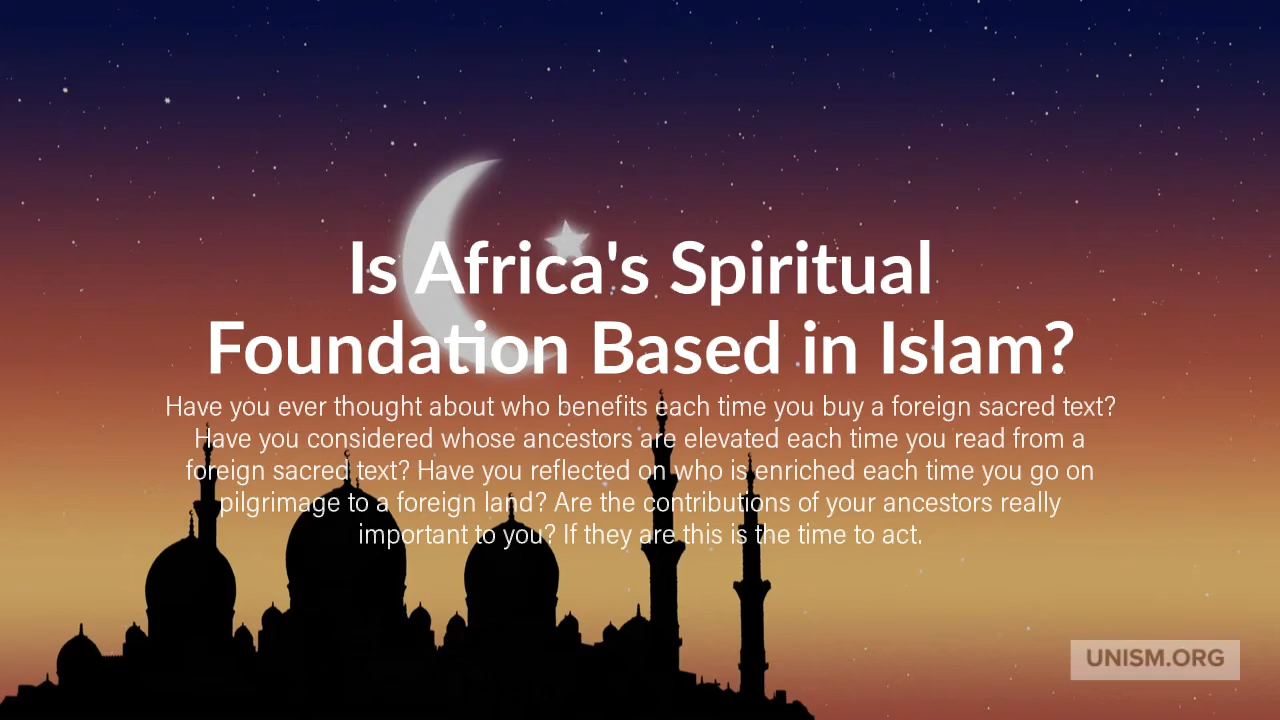 Is Africa's Spiritual
Foundation Based in Islam?
Have you ever thought about who benefits each time you buy a foreign sacred text?
Have you considered whose ancestors are elevated each time you read from a
foreign sacred text? Have you reflected on who is enriched each time you go on
pilgrimage to a foreign land? Are the contributions of your ancestors really
important to you? If they are this is the time to act.
UNISM.ORG